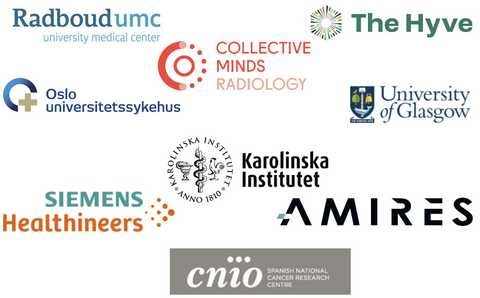 Radboudumc
university medical center
The Hyve
COLLECTIVE
MINDS
RADIOLOGY
Oslo
universitetssykehus
University
of Glasgow
KAROLINSKA INSTITUTET
ANNO 1810
Karolinska
Institutet
SIEMENS
Healthineers
AMIRES
cnio
SPANISH NATIONAL
CANCER RESEARCH
CENTRE